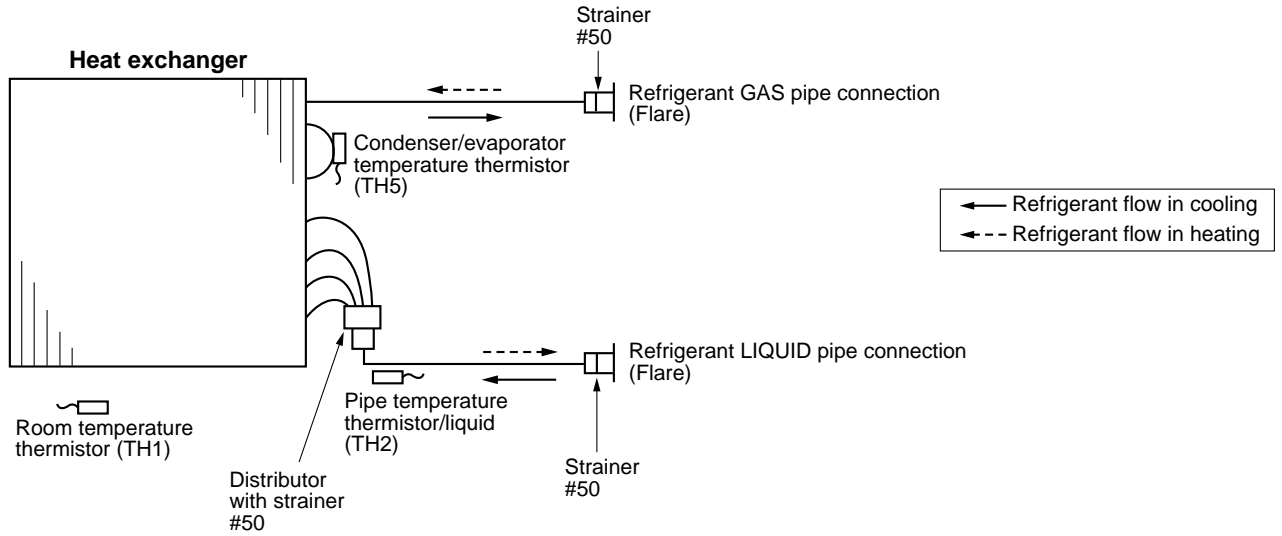 Strainer
#50
Heat exchanger
Refrigerant GAS pipe connection
(Flare)
Condenser/evaporator
temperature thermistor
(TH5)
Refrigerant flow in cooling
Refrigerant flow in heating
Refrigerant LIQUID pipe connection
(Flare)
Pipe temperature
thermistor/liquid
(TH2)
Room temperature
thermistor (TH1)
Distributor
with strainer
#50
Strainer
#50